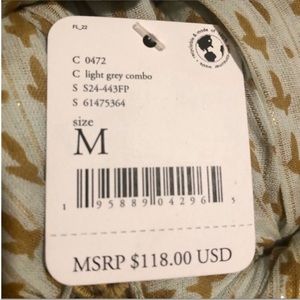 FL_22
C 0472
C light grey combo
S S24-443FP
S 61475364
size
M
1 95889 04296 5
MSRP $118.00 USD